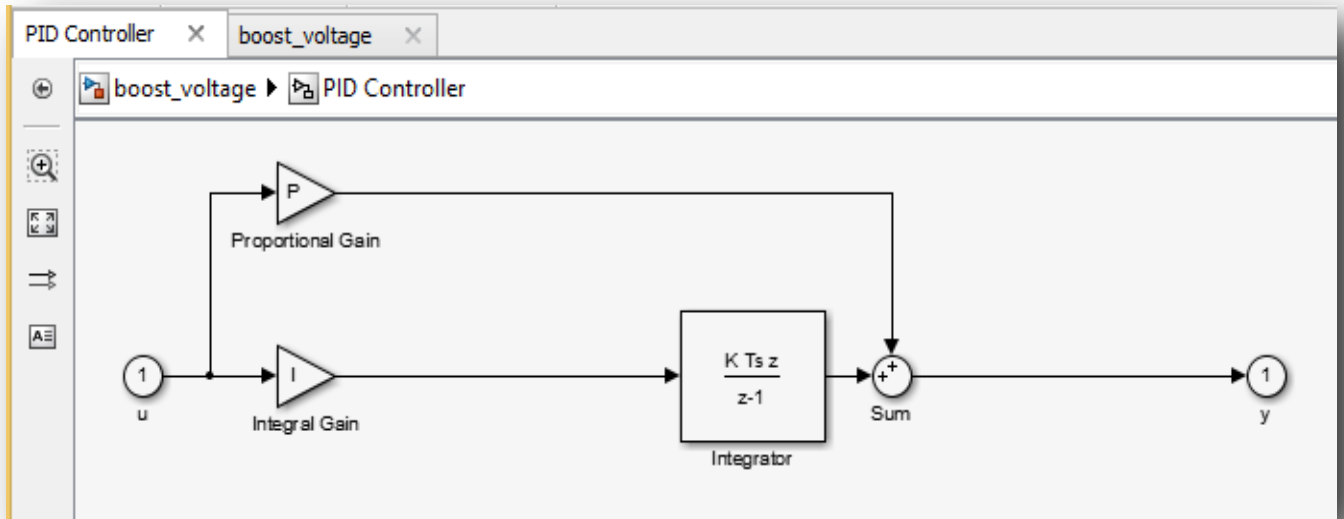 PID Controller
boost_voltage
boost_voltage
PID Controller
P
Proportional Gain
1
u
I
Integral Gain
K Ts z
z-1
Integrator
+
+
Sum
1
y
A